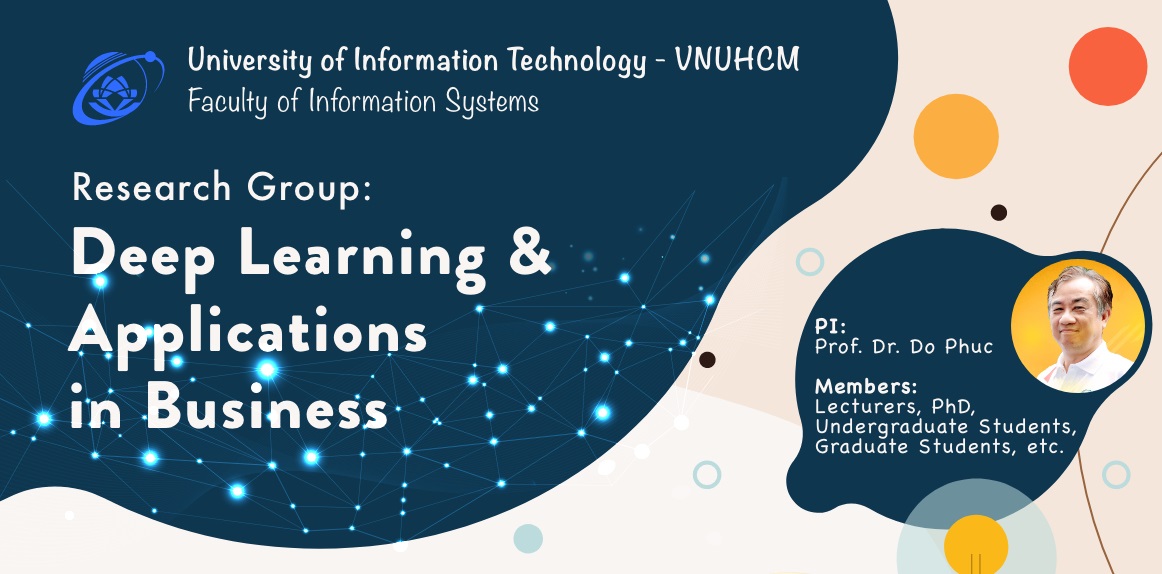 University of Information Technology - VNUHCM
Faculty of Information Systems
Research Group:
Deep Learning &
Applications
in Business
PI:
Prof. Dr. Do Phuc
Members:
Lecturers, PhD,
Undergraduate Students,
Graduate Students, etc.